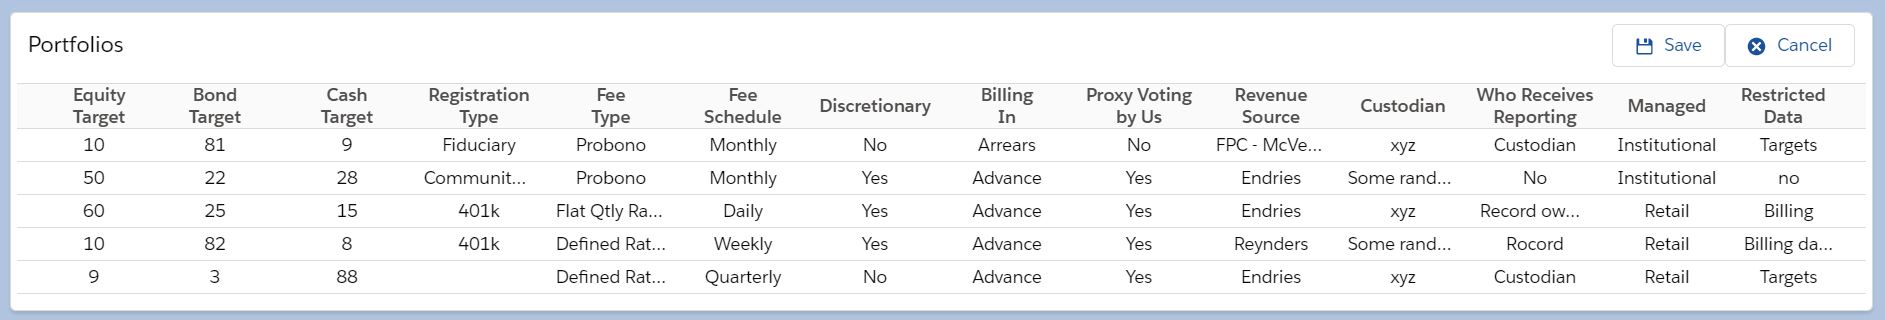 Portfolios Save Cancel
Equity Target Bond Target Cash Target Registration Type Fee Type Fee Schedule Discretionary Billing In Proxy Voting by Us Revenue Source Custodian Who Receives Reporting Managed Restricted Data
10 81 9 Fiduciary Probono Monthly No Arrears No FPC - McVe... xyz Custodian Institutional Targets
50 22 28 Communit... Probono Monthly Yes Advance Yes Endries Some rand... No Institutional no
60 25 15 401k Flat Qtly Ra... Daily Yes Advance Yes Endries xyz Record ow... Retail Billing
10 82 8 401k Defined Rat... Weekly Yes Advance Yes Reynders Some rand... Rocord Retail Billing da...
9 3 88 Defined Rat... Quarterly No Advance Yes Endries xyz Custodian Retail Targets